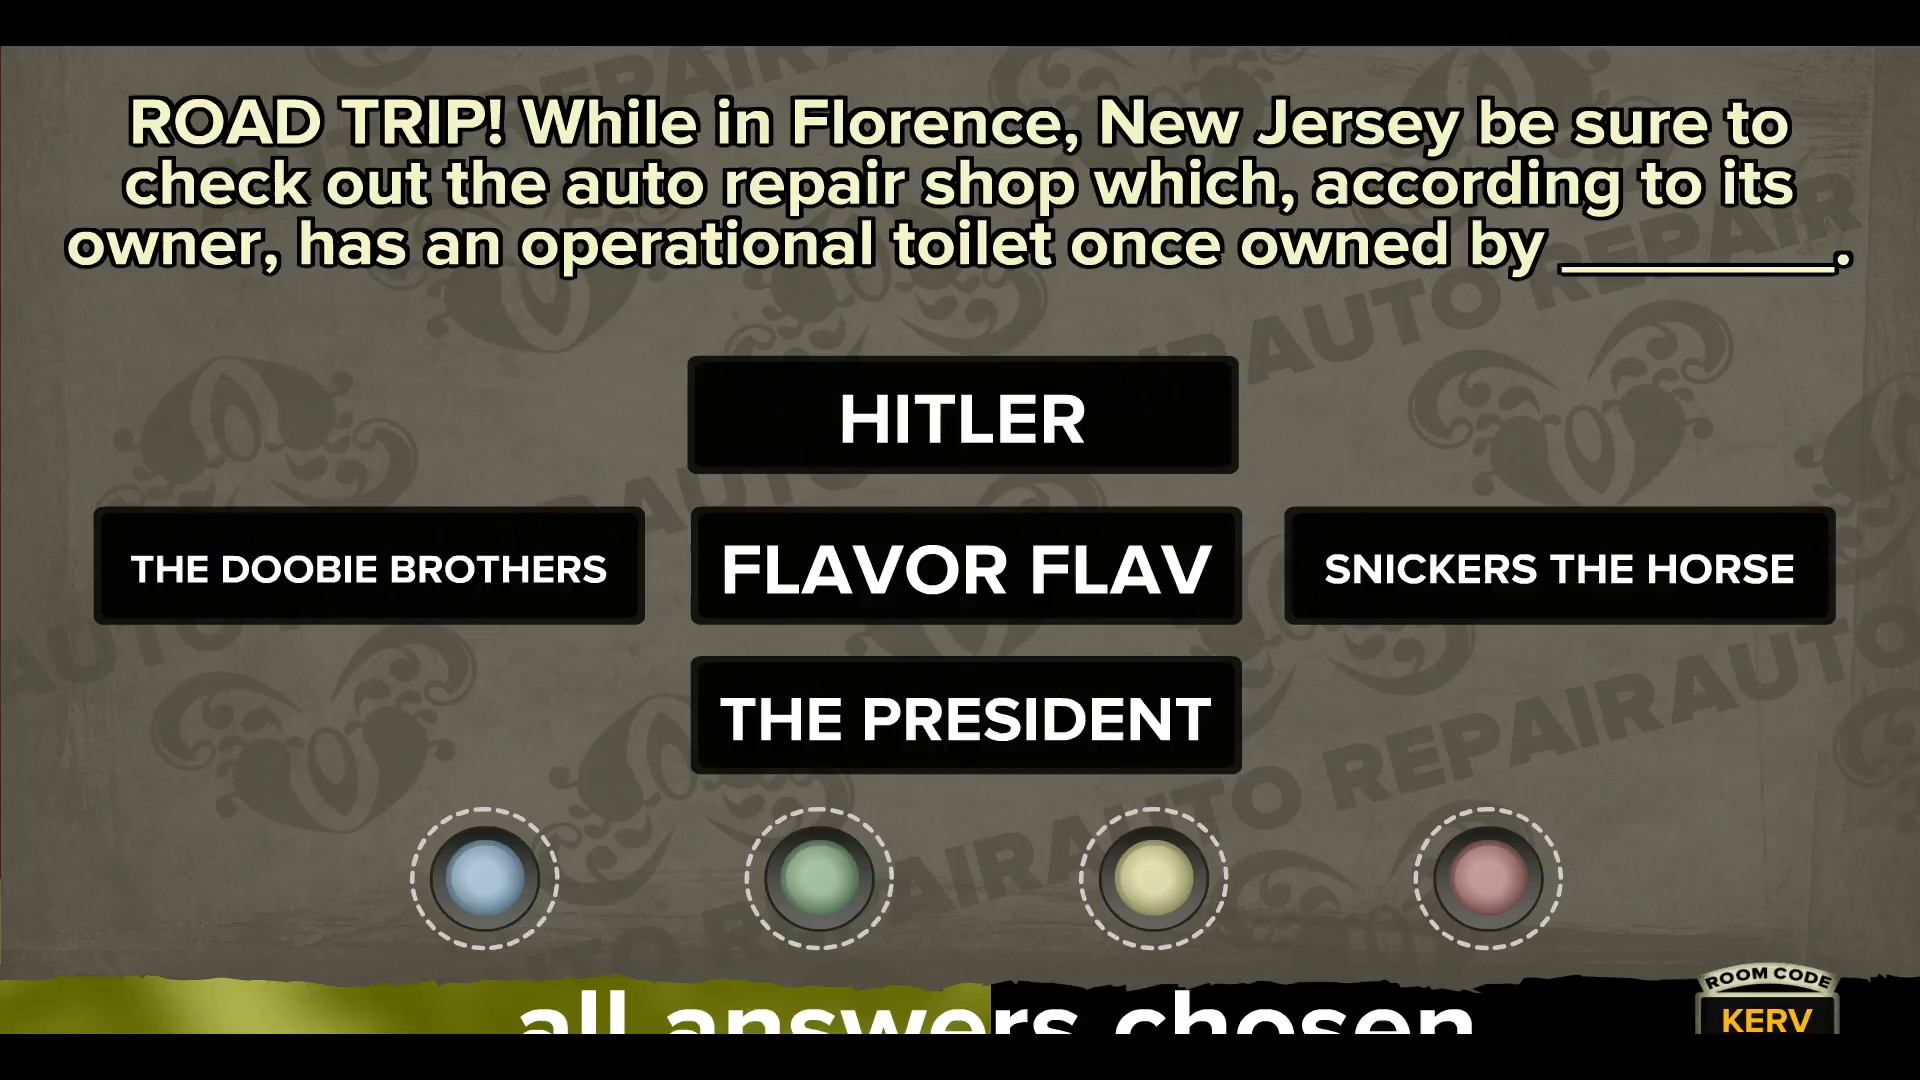 ROAD TRIP! While in Florence, New Jersey be sure to
check out the auto repair shop which, according to its
owner, has an operational toilet once owned by ________.
HITLER
THE DOOBIE BROTHERS
FLAVOR FLAV
SNICKERS THE HORSE
THE PRESIDENT
all answers chosen
ROOM CODE
KERV
AUTO REPAIR